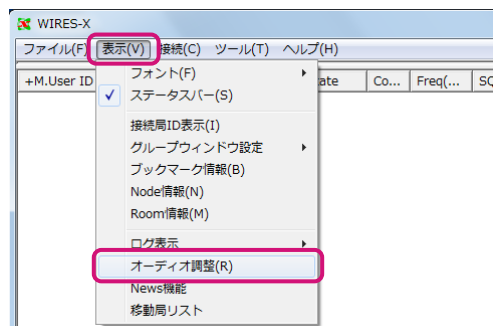 WIRES-X
ファイル(F) 表示(V) 接続(C) ツール(T) ヘルプ(H)
+M.User ID ate Co... Freq(... SQ
フォント(F)
ステータスバー(S)
接続局ID表示(I)
グループウィンドウ設定
ブックマーク情報(B)
Node情報(N)
Room情報(M)
ログ表示
オーディオ調整(R)
News機能
移動局リスト